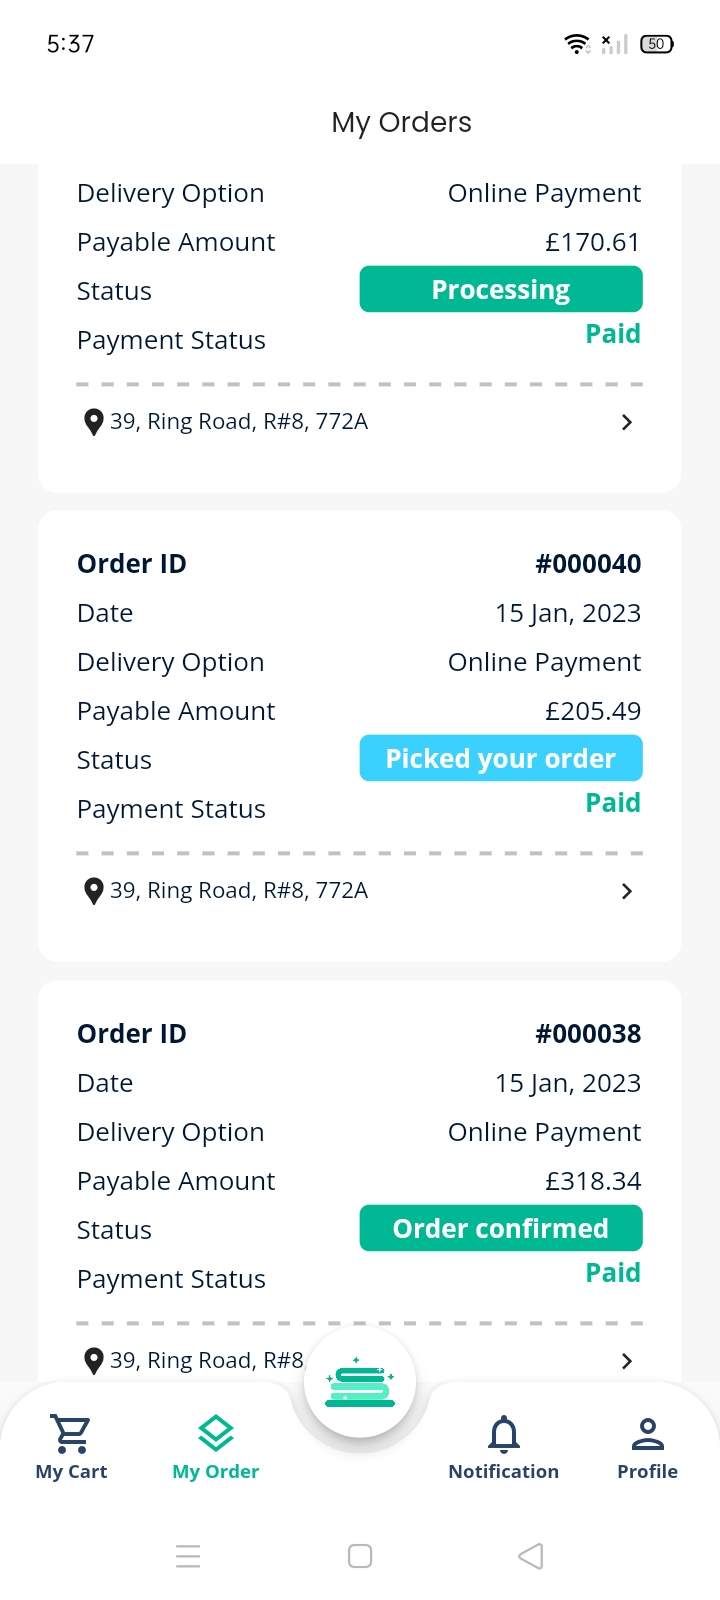 5:37
50
My Orders
Delivery Option Online Payment
Payable Amount £170.61
Status Processing
Payment Status Paid
39, Ring Road, R#8, 772A
Order ID #000040
Date 15 Jan, 2023
Delivery Option Online Payment
Payable Amount £205.49
Status Picked your order
Payment Status Paid
39, Ring Road, R#8, 772A
Order ID #000038
Date 15 Jan, 2023
Delivery Option Online Payment
Payable Amount £318.34
Status Order confirmed
Payment Status Paid
39, Ring Road, R#8
My Cart My Order Notification Profile